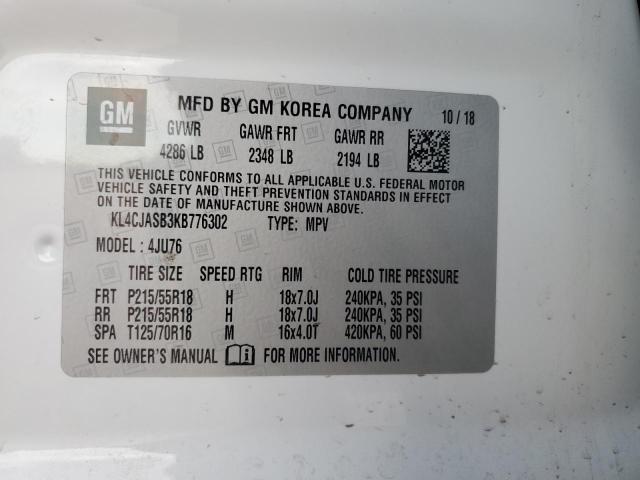 GM
MFD BY GM KOREA COMPANY 10 / 18
GVWR GAWR FRT GAWR RR
4286 LB 2348 LB 2194 LB
THIS VEHICLE CONFORMS TO ALL APPLICABLE U.S. FEDERAL MOTOR
VEHICLE SAFETY AND THEFT PREVENTION STANDARDS IN EFFECT
ON THE DATE OF MANUFACTURE SHOWN ABOVE.
KL4CJASB3KB776302 TYPE: MPV
MODEL: 4JU76
TIRE SIZE SPEED RTG RIM COLD TIRE PRESSURE
FRT P215/55R18 H 18x7.0J 240KPA, 35 PSI
RR P215/55R18 H 18x7.0J 240KPA, 35 PSI
SPA T125/70R16 M 16x4.0T 420KPA, 60 PSI
SEE OWNER'S MANUAL FOR MORE INFORMATION.